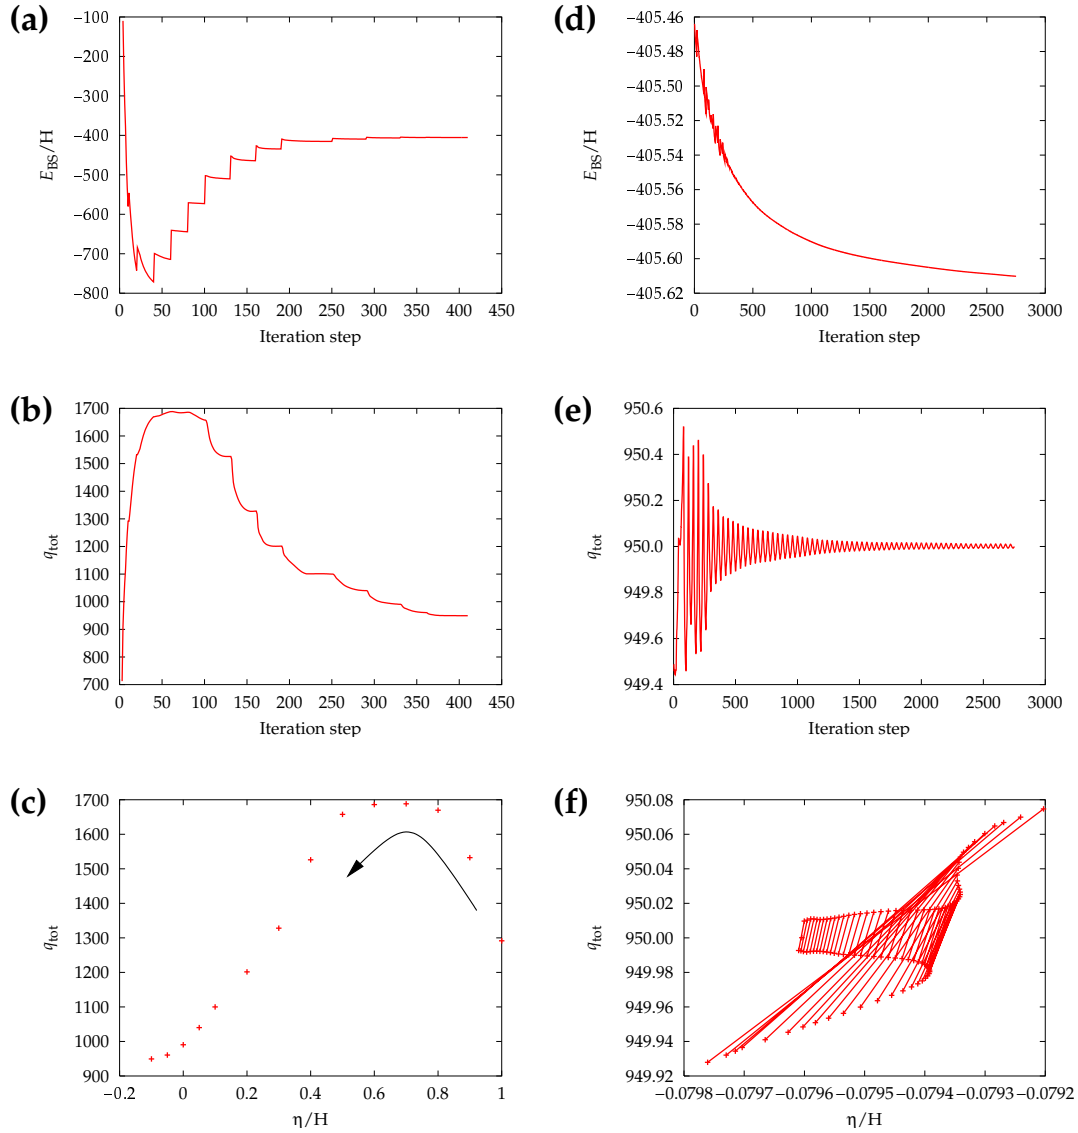 (a)
−100
−200
−300
−400
−500
−600
−700
−800
E_BS/H
0 50 100 150 200 250 300 350 400 450
Iteration step
(d)
−405.46
−405.48
−405.50
−405.52
−405.54
−405.56
−405.58
−405.60
−405.62
E_BS/H
0 500 1000 1500 2000 2500 3000
Iteration step
(b)
1700
1600
1500
1400
1300
1200
1100
1000
900
800
700
q_tot
0 50 100 150 200 250 300 350 400 450
Iteration step
(e)
950.6
950.4
950.2
950.0
949.8
949.6
949.4
q_tot
0 500 1000 1500 2000 2500 3000
Iteration step
(c)
1700
1600
1500
1400
1300
1200
1100
1000
900
q_tot
−0.2 0 0.2 0.4 0.6 0.8 1
η/H
(f)
950.08
950.06
950.04
950.02
950.00
949.98
949.96
949.94
949.92
q_tot
−0.0798 −0.0797 −0.0796 −0.0795 −0.0794 −0.0793 −0.0792
η/H